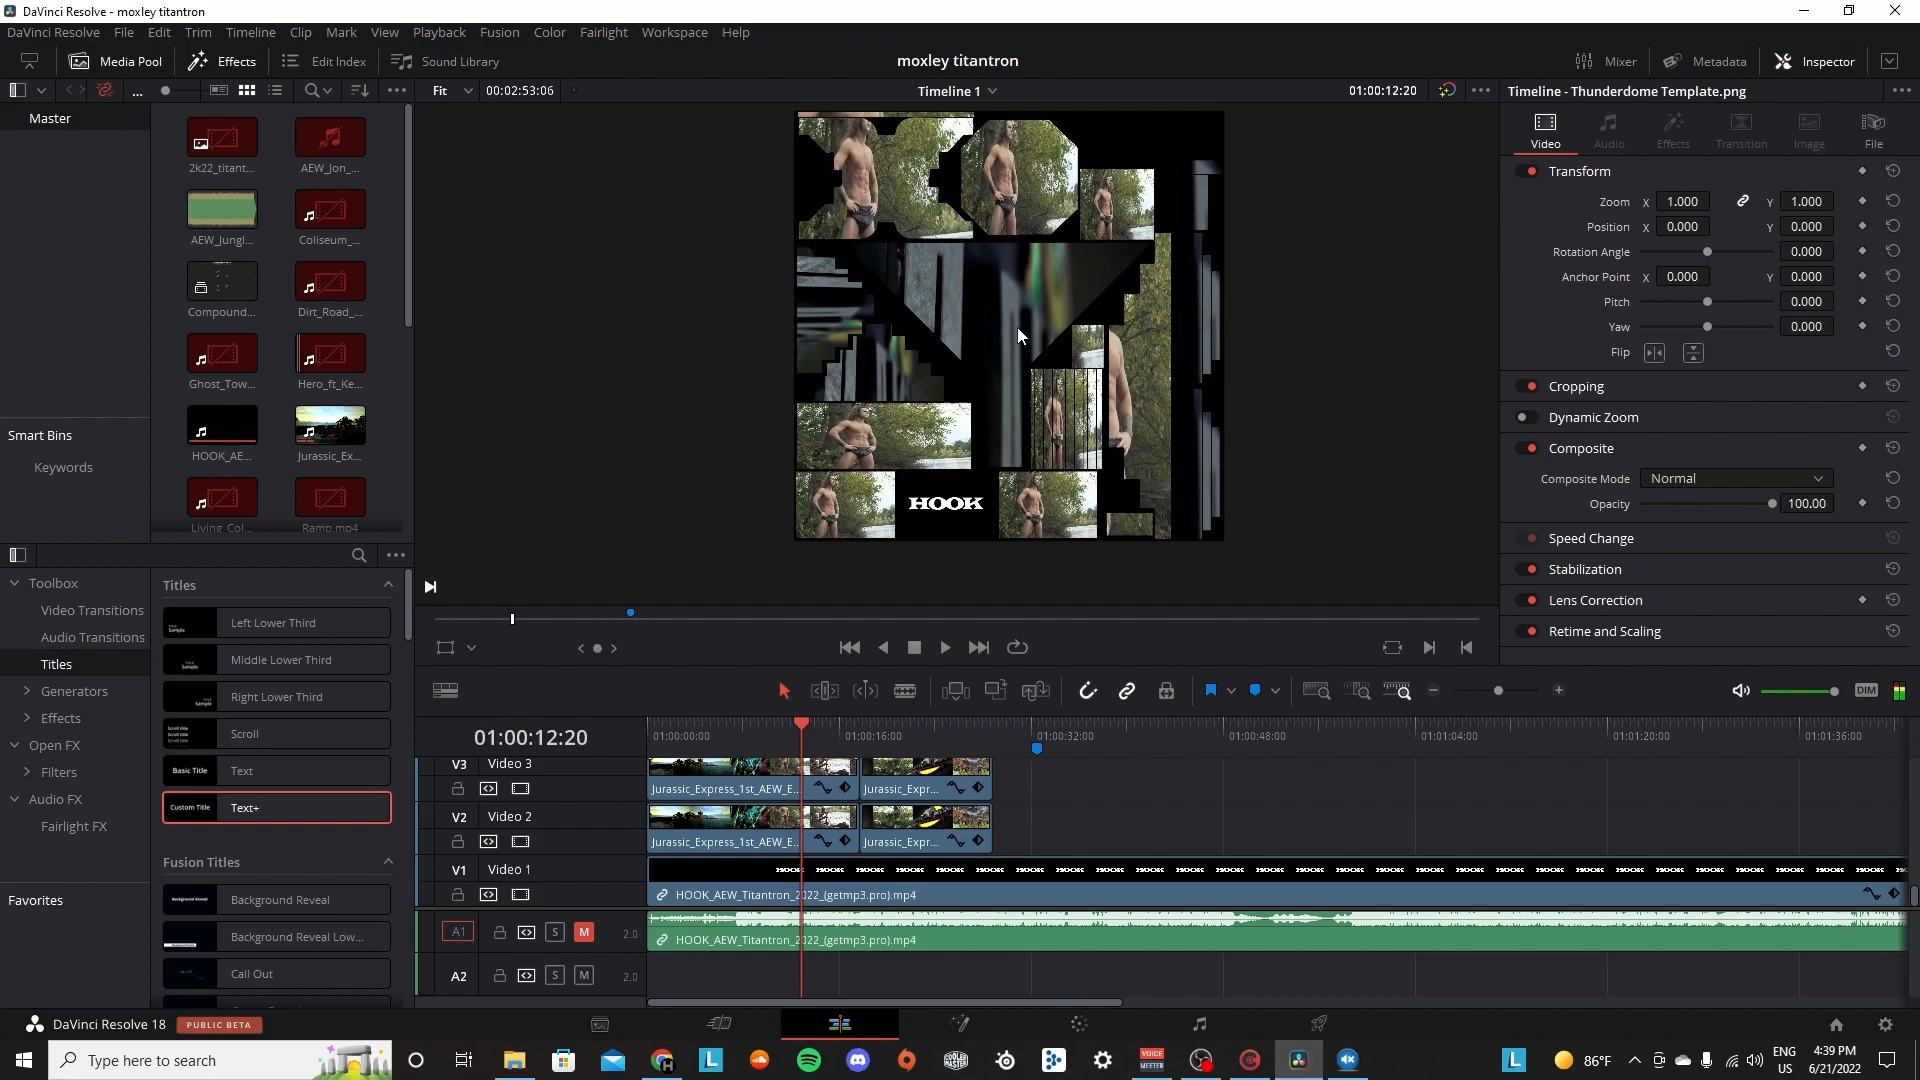 DaVinci Resolve - moxley titantron
DaVinci Resolve File Edit Trim Timeline Clip Mark View Playback Fusion Color Fairlight Workspace Help
Media Pool Effects Edit Index Sound Library moxley titantron Mixer Metadata Inspector
... Fit 00:02:53:06 Timeline 1 01:00:12:20 Timeline - Thunderdome Template.png
Master
2k22_titant... AEW_Jon_...
AEW_Jungl... Coliseum_...
Compound... Dirt_Road_...
Ghost_Tow... Hero_ft_Ke...
HOOK_AE... Jurassic_Ex...
Living_Col... Ramp.mp4
Smart Bins
Keywords
HOOK
Video Audio Effects Transition Image File
Transform
Zoom X 1.000 Y 1.000
Position X 0.000 Y 0.000
Rotation Angle 0.000
Anchor Point X 0.000 Y 0.000
Pitch 0.000
Yaw 0.000
Flip
Cropping
Dynamic Zoom
Composite
Composite Mode Normal
Opacity 100.00
Speed Change
Stabilization
Lens Correction
Retime and Scaling
Toolbox
Video Transitions
Audio Transitions
Titles
Generators
Effects
Open FX
Filters
Audio FX
Fairlight FX
Favorites
Titles
Left Lower Third
Middle Lower Third
Right Lower Third
Scroll
Basic Title Text
Custom Title Text+
Fusion Titles
Background Reveal
Background Reveal Low...
Call Out
DIM
01:00:12:20 01:00:00:00 01:00:16:00 01:00:32:00 01:00:48:00 01:01:04:00 01:01:20:00 01:01:36:00
V3 Video 3
Jurassic_Express_1st_AEW_E... Jurassic_Expr...
V2 Video 2
Jurassic_Express_1st_AEW_E... Jurassic_Expr...
V1 Video 1
HOOK_AEW_Titantron_2022_(getmp3.pro).mp4
A1 S M 2.0
HOOK_AEW_Titantron_2022_(getmp3.pro).mp4
A2 S M 2.0
DaVinci Resolve 18 PUBLIC BETA
Type here to search
VOICE MEETER
86°F ENG US 4:39 PM 6/21/2022